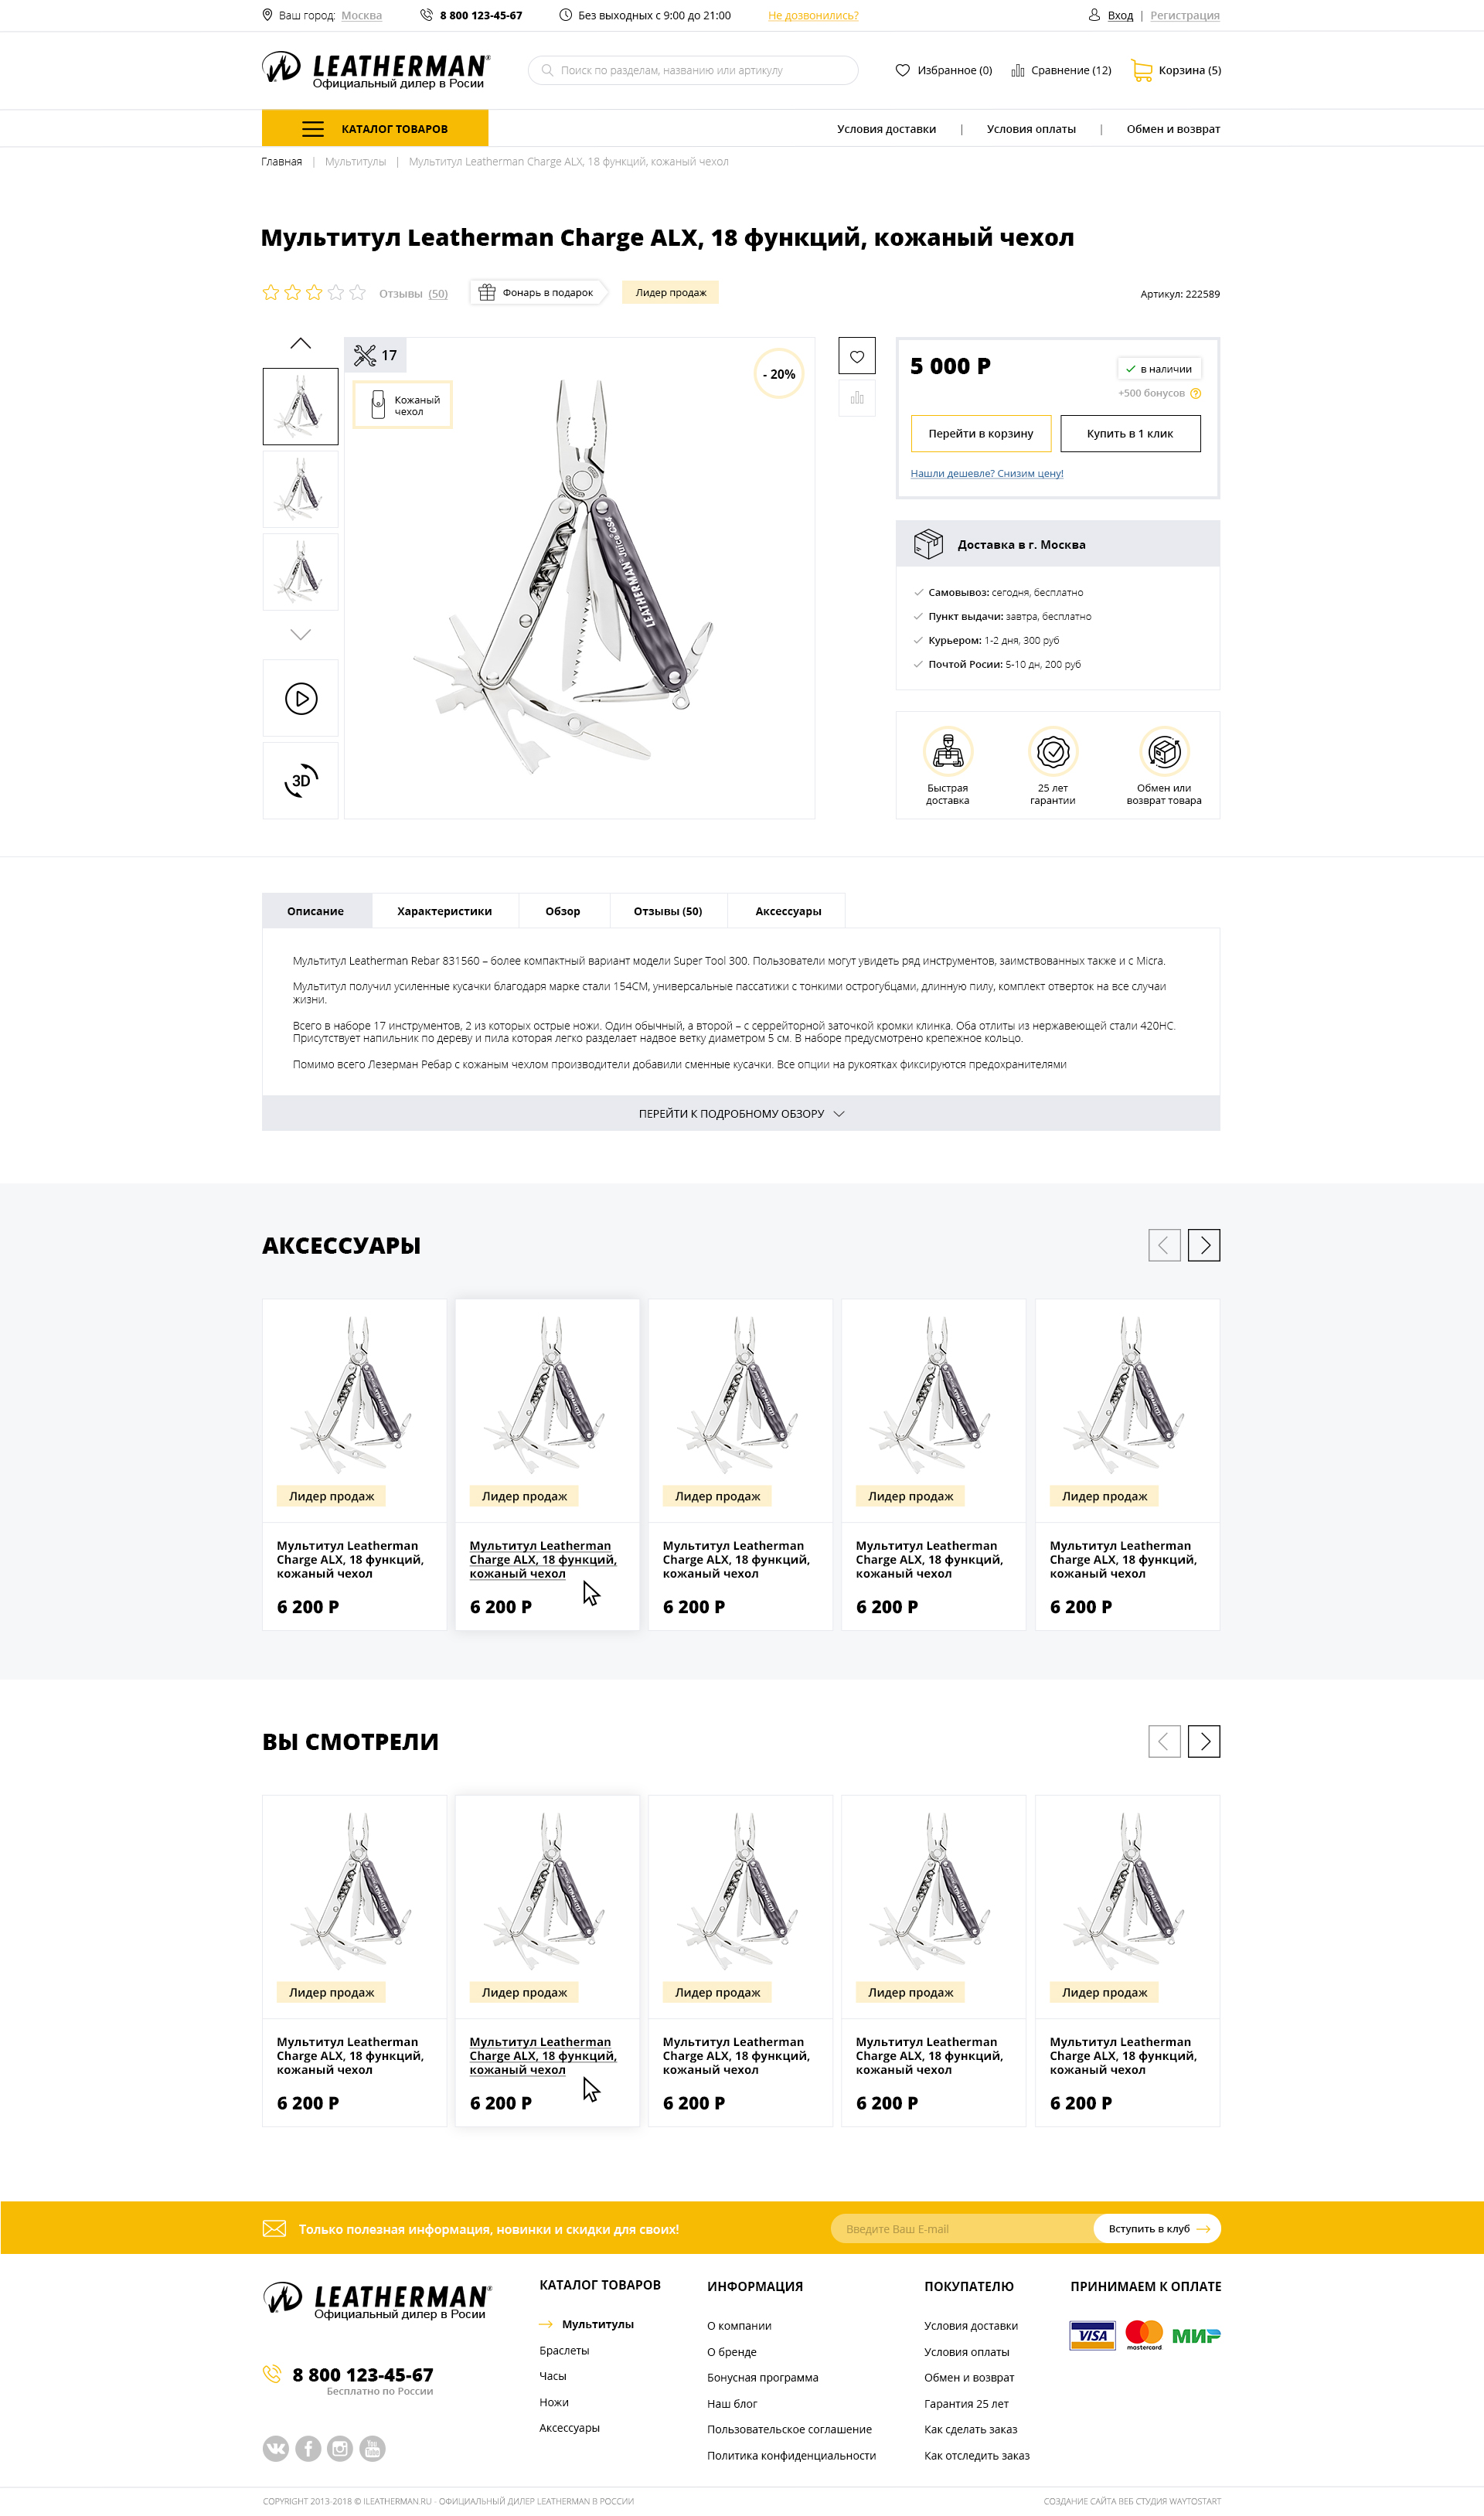 Ваш город: Москва
8 800 123-45-67
Без выходных с 9:00 до 21:00
Не дозвонились?
Вход | Регистрация
LEATHERMAN®
Официальный дилер в Росии
Поиск по разделам, названию или артикулу
Избранное (0)
Сравнение (12)
Корзина (5)
КАТАЛОГ ТОВАРОВ
Условия доставки | Условия оплаты | Обмен и возврат
Главная | Мультитулы | Мультитул Leatherman Charge ALX, 18 функций, кожаный чехол
Мультитул Leatherman Charge ALX, 18 функций, кожаный чехол
Отзывы (50)
Фонарь в подарок
Лидер продаж
Артикул: 222589
17
Кожаный
чехол
- 20%
LEATHERMAN® Juice® CS4
3D
5 000 Р
в наличии
+500 бонусов ?
Перейти в корзину
Купить в 1 клик
Нашли дешевле? Снизим цену!
Доставка в г. Москва
Самовывоз: сегодня, бесплатно
Пункт выдачи: завтра, бесплатно
Курьером: 1-2 дня, 300 руб
Почтой Росии: 5-10 дн, 200 руб
Быстрая
доставка
25 лет
гарантии
Обмен или
возврат товара
Описание
Характеристики
Обзор
Отзывы (50)
Аксессуары
Мультитул Leatherman Rebar 831560 – более компактный вариант модели Super Tool 300. Пользователи могут увидеть ряд инструментов, заимствованных также и с Micra.
Мультитул получил усиленные кусачки благодаря марке стали 154CM, универсальные пассатижи с тонкими острогубцами, длинную пилу, комплект отверток на все случаи
жизни.
Всего в наборе 17 инструментов, 2 из которых острые ножи. Один обычный, а второй – с серрейторной заточкой кромки клинка. Оба отлиты из нержавеющей стали 420HC.
Присутствует напильник по дереву и пила которая легко разделает надвое ветку диаметром 5 см. В наборе предусмотрено крепежное кольцо.
Помимо всего Лезерман Ребар с кожаным чехлом производители добавили сменные кусачки. Все опции на рукоятках фиксируются предохранителями
ПЕРЕЙТИ К ПОДРОБНОМУ ОБЗОРУ
АКСЕССУАРЫ
Лидер продаж
Мультитул Leatherman
Charge ALX, 18 функций,
кожаный чехол
6 200 Р
Лидер продаж
Мультитул Leatherman
Charge ALX, 18 функций,
кожаный чехол
6 200 Р
Лидер продаж
Мультитул Leatherman
Charge ALX, 18 функций,
кожаный чехол
6 200 Р
Лидер продаж
Мультитул Leatherman
Charge ALX, 18 функций,
кожаный чехол
6 200 Р
Лидер продаж
Мультитул Leatherman
Charge ALX, 18 функций,
кожаный чехол
6 200 Р
ВЫ СМОТРЕЛИ
Лидер продаж
Мультитул Leatherman
Charge ALX, 18 функций,
кожаный чехол
6 200 Р
Лидер продаж
Мультитул Leatherman
Charge ALX, 18 функций,
кожаный чехол
6 200 Р
Лидер продаж
Мультитул Leatherman
Charge ALX, 18 функций,
кожаный чехол
6 200 Р
Лидер продаж
Мультитул Leatherman
Charge ALX, 18 функций,
кожаный чехол
6 200 Р
Лидер продаж
Мультитул Leatherman
Charge ALX, 18 функций,
кожаный чехол
6 200 Р
Только полезная информация, новинки и скидки для своих!
Введите Ваш E-mail
Вступить в клуб
LEATHERMAN®
Официальный дилер в Росии
8 800 123-45-67
Бесплатно по России
You
Tube
КАТАЛОГ ТОВАРОВ
Мультитулы
Браслеты
Часы
Ножи
Аксессуары
ИНФОРМАЦИЯ
О компании
О бренде
Бонусная программа
Наш блог
Пользовательское соглашение
Политика конфиденциальности
ПОКУПАТЕЛЮ
Условия доставки
Условия оплаты
Обмен и возврат
Гарантия 25 лет
Как сделать заказ
Как отследить заказ
ПРИНИМАЕМ К ОПЛАТЕ
VISA
mastercard
МИР
COPYRIGHT 2013-2018 © ILEATHERMAN.RU - ОФИЦИАЛЬНЫЙ ДИЛЕР LEATHERMAN В РОССИИ
СОЗДАНИЕ САЙТА ВЕБ СТУДИЯ WAYTOSTART